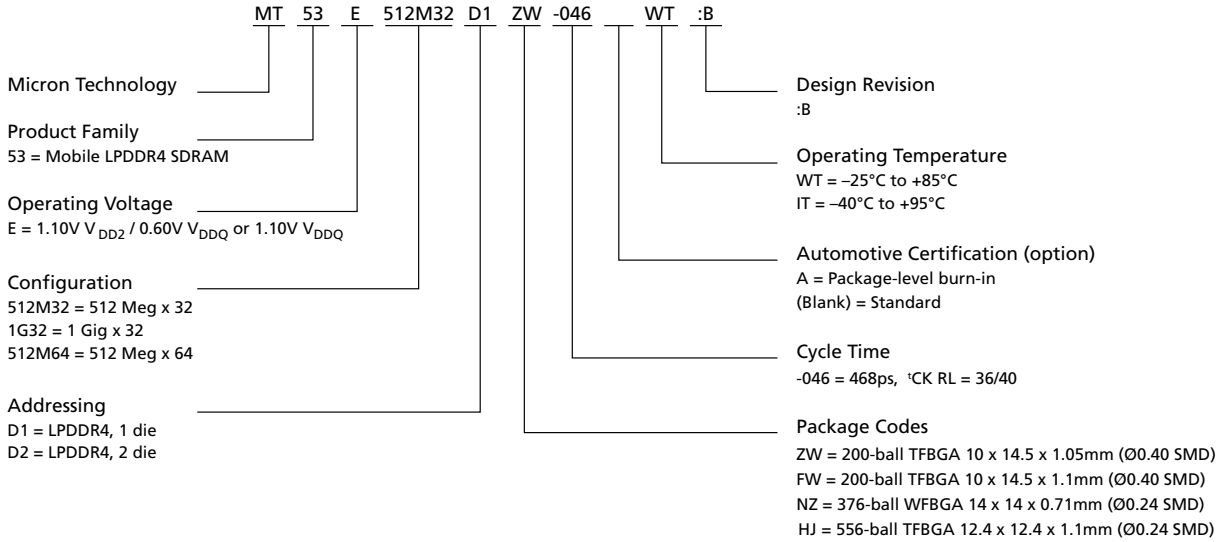 MT 53 E 512M32 D1 ZW -046 WT :B
Micron Technology
Product Family
53 = Mobile LPDDR4 SDRAM
Operating Voltage
E = 1.10V VDD2 / 0.60V VDDQ or 1.10V VDDQ
Configuration
512M32 = 512 Meg x 32
1G32 = 1 Gig x 32
512M64 = 512 Meg x 64
Addressing
D1 = LPDDR4, 1 die
D2 = LPDDR4, 2 die
Design Revision
:B
Operating Temperature
WT = –25°C to +85°C
IT = –40°C to +95°C
Automotive Certification (option)
A = Package-level burn-in
(Blank) = Standard
Cycle Time
-046 = 468ps, ᵗCK RL = 36/40
Package Codes
ZW = 200-ball TFBGA 10 x 14.5 x 1.05mm (Ø0.40 SMD)
FW = 200-ball TFBGA 10 x 14.5 x 1.1mm (Ø0.40 SMD)
NZ = 376-ball WFBGA 14 x 14 x 0.71mm (Ø0.24 SMD)
HJ = 556-ball TFBGA 12.4 x 12.4 x 1.1mm (Ø0.24 SMD)